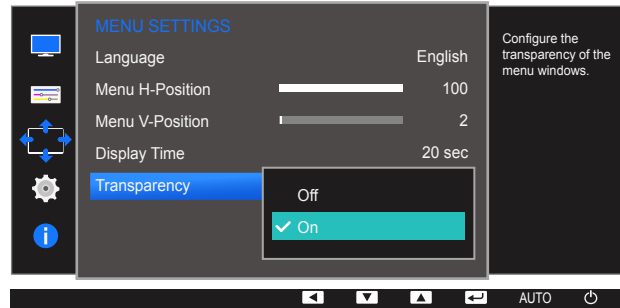 MENU SETTINGS
Language English
Menu H-Position 100
Menu V-Position 2
Display Time 20 sec
Transparency
Off
On
Configure the
transparency of the
menu windows.
AUTO